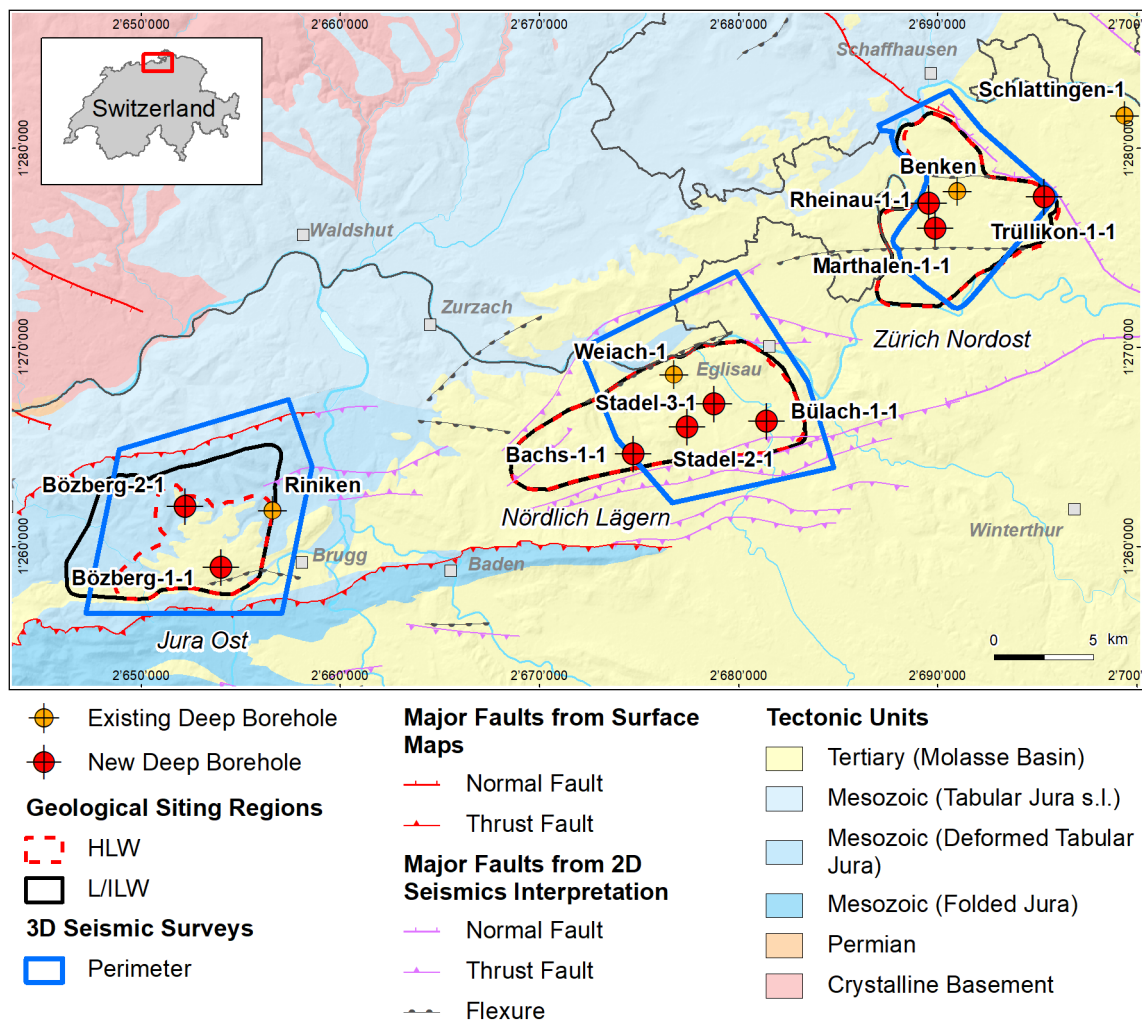 2'650'000
2'660'000
2'670'000
2'680'000
2'690'000
2'700
Switzerland
Schaffhausen
Schlattingen-1
1'280'000
1'280'000
Benken
Rheinau-1-1
Trüllikon-1-1
Waldshut
Marthalen-1-1
Zurzach
Zürich Nordost
1'270'000
1'270'000
Weiach-1
Eglisau
Stadel-3-1
Bülach-1-1
Bachs-1-1
Stadel-2-1
Bözberg-2-1
Riniken
Nördlich Lägern
Winterthur
1'260'000
1'260'000
Brugg
Baden
Bözberg-1-1
Jura Ost
0 5
km
2'650'000
2'660'000
2'670'000
2'680'000
2'690'000
2'700
Existing Deep Borehole
New Deep Borehole
Geological Siting Regions
HLW
L/ILW
3D Seismic Surveys
Perimeter
Major Faults from Surface
Maps
Normal Fault
Thrust Fault
Major Faults from 2D
Seismics Interpretation
Normal Fault
Thrust Fault
Flexure
Tectonic Units
Tertiary (Molasse Basin)
Mesozoic (Tabular Jura s.l.)
Mesozoic (Deformed Tabular
Jura)
Mesozoic (Folded Jura)
Permian
Crystalline Basement